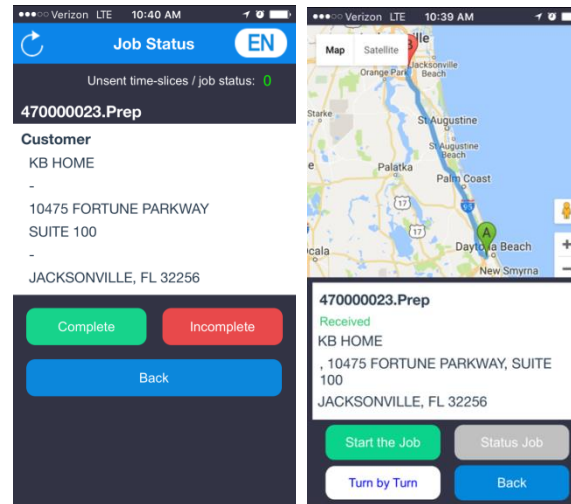 Verizon LTE 10:40 AM
Job Status
EN
Unsent time-slices / job status: 0
470000023.Prep
Customer
KB HOME
-
10475 FORTUNE PARKWAY
SUITE 100
-
JACKSONVILLE, FL 32256
Complete
Incomplete
Back
Verizon LTE 10:39 AM
Map
Satellite
B
Jacksonville
Beach
Orange Park
Starke
St Augustine
St Augustine
Beach
Palatka
Palm Coast
17
17
A
Daytona Beach
New Smyrna
470000023.Prep
Received
KB HOME
, 10475 FORTUNE PARKWAY, SUITE
100
JACKSONVILLE, FL 32256
Start the Job
Status Job
Turn by Turn
Back